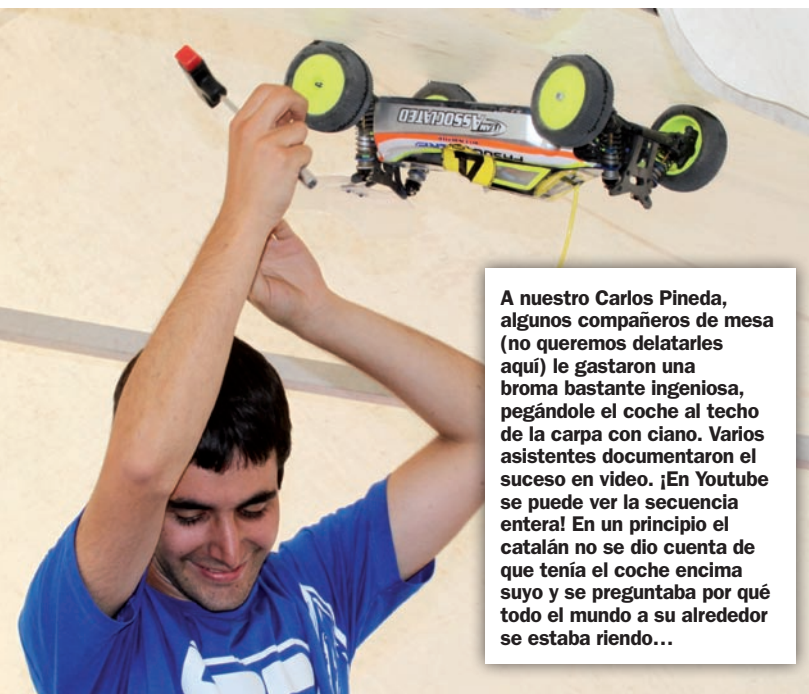 TEAM
ASSOCIATED
A nuestro Carlos Pineda,
algunos compañeros de mesa
(no queremos delatarles
aquí) le gastaron una
broma bastante ingeniosa,
pegándole el coche al techo
de la carpa con ciano. Varios
asistentes documentaron el
suceso en video. ¡En Youtube
se puede ver la secuencia
entera! En un principio el
catalán no se dio cuenta de
que tenía el coche encima
suyo y se preguntaba por qué
todo el mundo a su alrededor
se estaba riendo…